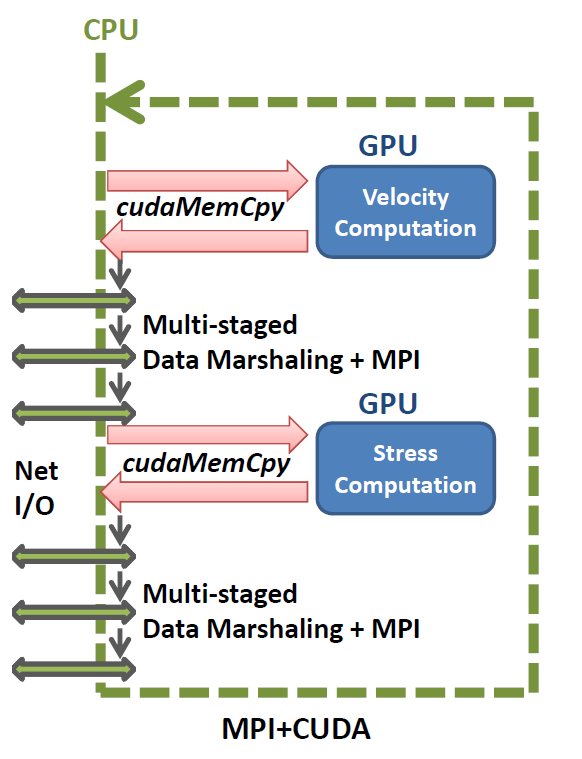 CPU
GPU
Velocity
Computation
cudaMemCpy
Multi-staged
Data Marshaling + MPI
GPU
Stress
Computation
cudaMemCpy
Net
I/O
Multi-staged
Data Marshaling + MPI
MPI+CUDA